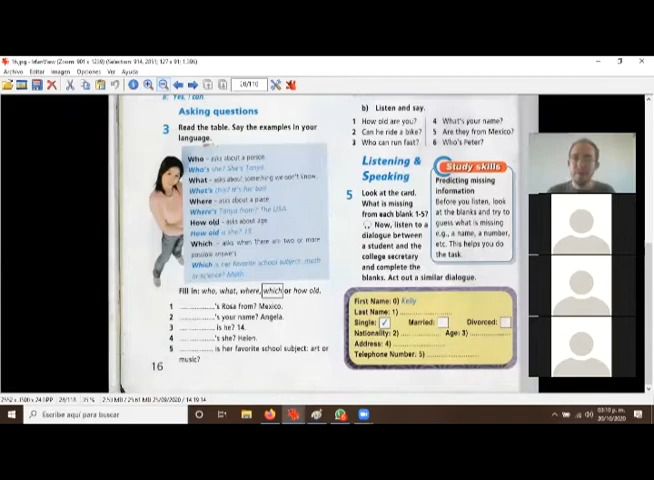 Archivo Editar Imagen Opciones Ver Ayuda
Asking questions
3 Read the table. Say the examples in your
language.
Who – asks about a person
Who's she? She's Tanya.
What – asks about something we don't know.
What's this? It's her ball
Where – asks about a place
Where's Tanya from? The USA.
How old – asks about age
How old is she? 15.
Which – asks when there are two or more
possible answers
Which is her favorite school subject: math
or science? Math.
Fill in: who, what, where, which or how old.
1 ............'s Rosa from? Mexico.
2 ............'s your name? Angela.
3 ............ is he? 14.
4 ............'s she? Helen.
5 ............ is her favorite school subject: art or
music?
16
b) Listen and say.
1 How old are you?
2 Can he ride a bike?
3 Who can run fast?
4 What's your name?
5 Are they from Mexico?
6 Who's Peter?
Listening &
Speaking
5 Look at the card.
What is missing
from each blank 1-5?
Now, listen to a
dialogue between
a student and the
college secretary
and complete the
blanks. Act out a similar dialogue.
Study skills
Predicting missing
information
Before you listen, look
at the blanks and try to
guess what is missing
e.g., a name, a number,
etc. This helps you do
the task.
First Name: 0) Kelly
Last Name: 1)
Single: ✓ Married: Divorced:
Nationality: 2) Age: 3)
Address: 4)
Telephone Number: 5)
Escribe aquí para buscar
03:10 p. m.
20/10/2020